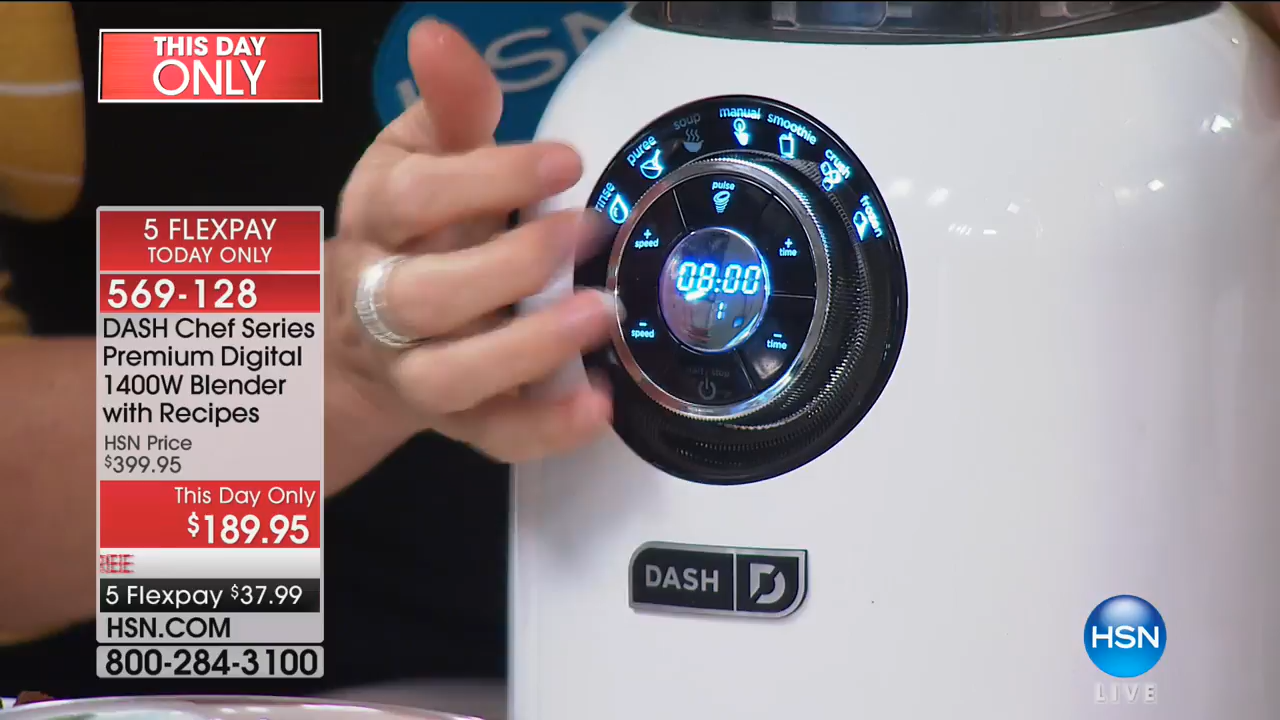 THIS DAY
ONLY
5 FLEXPAY
TODAY ONLY
569-128
DASH Chef Series
Premium Digital
1400W Blender
with Recipes
HSN Price
$399.95
This Day Only
$189.95
5 Flexpay $37.99
HSN.COM
800-284-3100
HSN
rinse
puree
soup
manual
smoothie
crush
frozen
pulse
+
speed
+
time
08:00
1
-
speed
-
time
DASH
HSN
LIVE